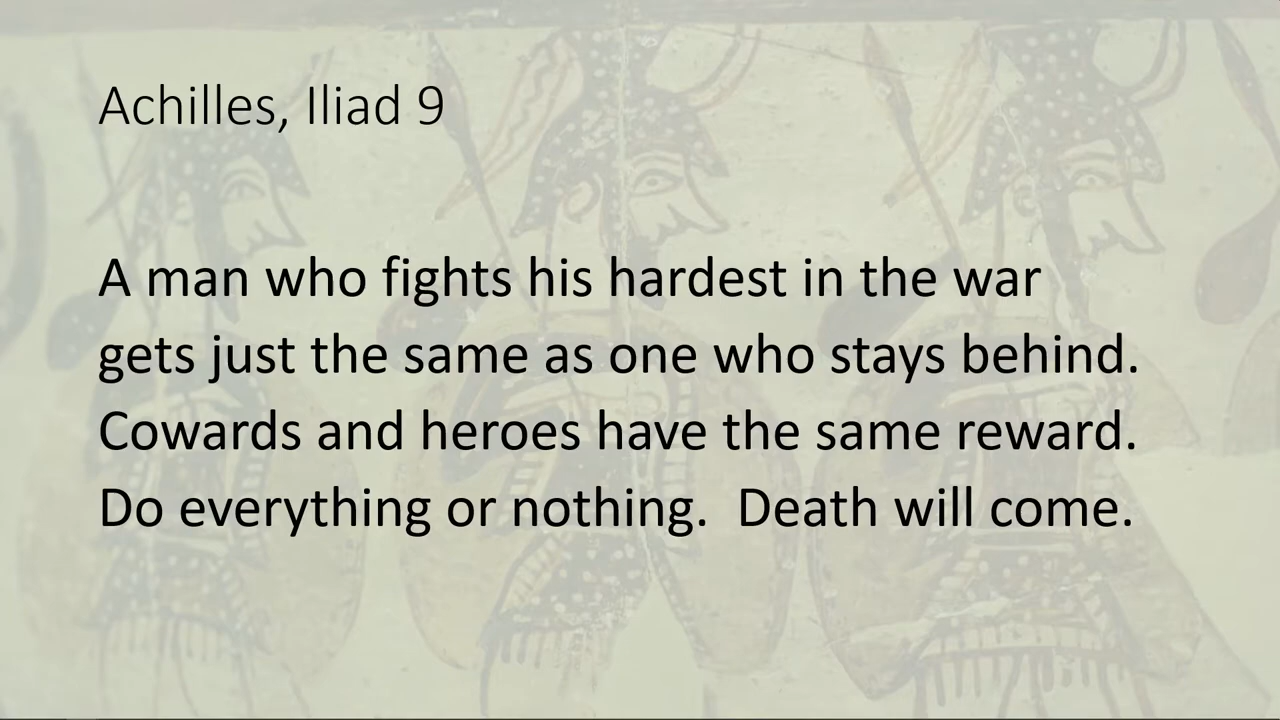 Achilles, Iliad 9
A man who fights his hardest in the war
gets just the same as one who stays behind.
Cowards and heroes have the same reward.
Do everything or nothing.  Death will come.